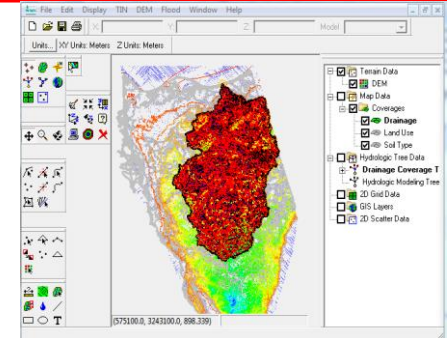 File Edit Display TIN DEM Flood Window Help
X: Y: Z: Model
Units... XY Units: Meters Z Units: Meters
Terrain Data
DEM
Map Data
Coverages
Drainage
Land Use
Soil Type
Hydrologic Tree Data
Drainage Coverage T
Hydrologic Modeling Tree
2D Grid Data
GIS Layers
2D Scatter Data
T
(575100.0, 3243100.0, 898.339)